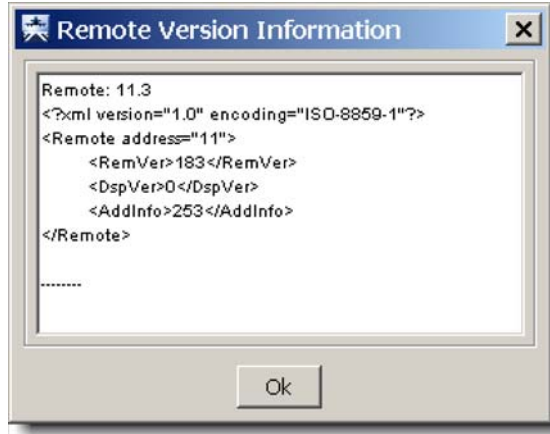 Remote Version Information
Remote: 11.3
<?xml version="1.0" encoding="ISO-8859-1"?>
<Remote address="11">
<RemVer>183</RemVer>
<DspVer>0</DspVer>
<AddInfo>253</AddInfo>
</Remote>
--------
Ok